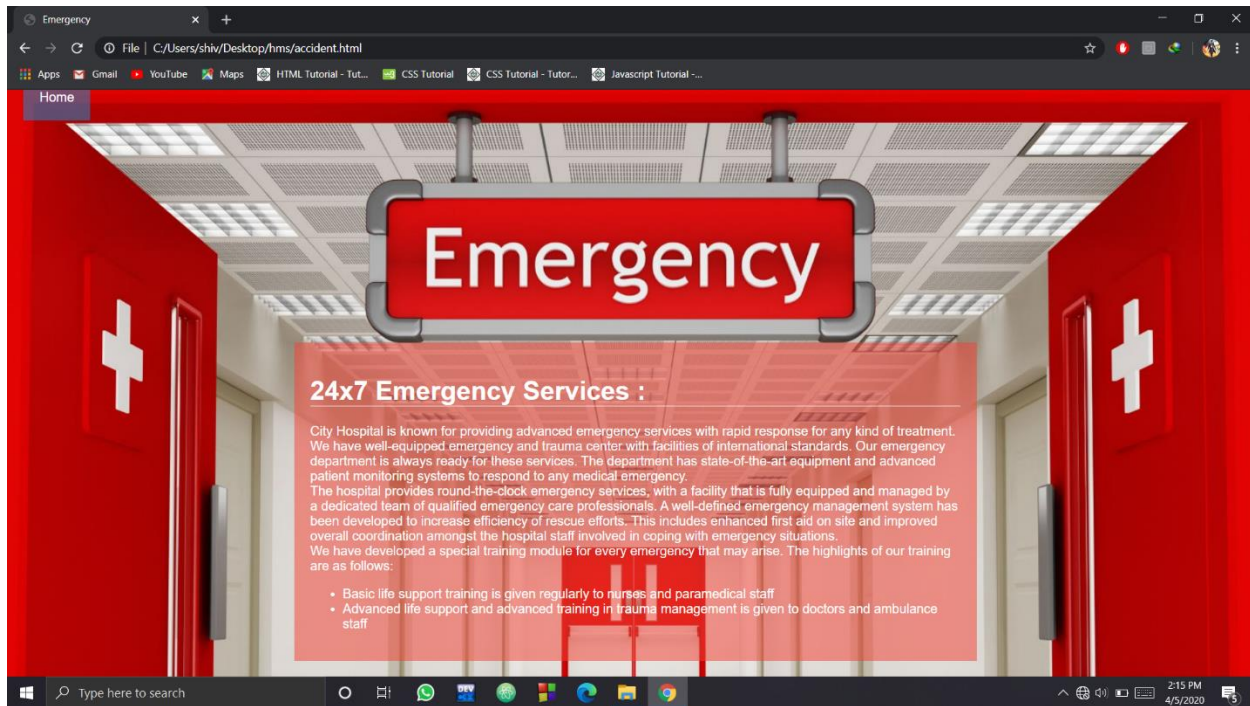 Emergency
File | C:/Users/shiv/Desktop/hms/accident.html
Apps Gmail YouTube Maps HTML Tutorial - Tut... CSS Tutorial CSS Tutorial - Tutor... Javascript Tutorial -...
Home
Emergency
24x7 Emergency Services :
City Hospital is known for providing advanced emergency services with rapid response for any kind of treatment.
We have well-equipped emergency and trauma center with facilities of international standards. Our emergency
department is always ready for these services. The department has state-of-the-art equipment and advanced
patient monitoring systems to respond to any medical emergency.
The hospital provides round-the-clock emergency services, with a facility that is fully equipped and managed by
a dedicated team of qualified emergency care professionals. A well-defined emergency management system has
been developed to increase efficiency of rescue efforts. This includes enhanced first aid on site and improved
overall coordination amongst the hospital staff involved in coping with emergency situations.
We have developed a special training module for every emergency that may arise. The highlights of our training
are as follows:
• Basic life support training is given regularly to nurses and paramedical staff
• Advanced life support and advanced training in trauma management is given to doctors and ambulance
staff
Type here to search
DEV
2:15 PM
4/5/2020
5